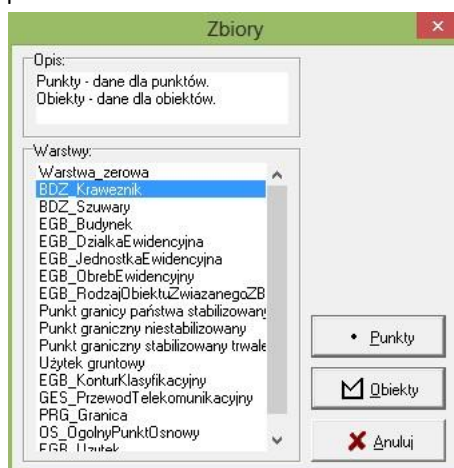 Zbiory
Opis:
Punkty - dane dla punktów.
Obiekty - dane dla obiektów.
Warstwy:
Warstwa_zerowa
BDZ_Kraweznik
BDZ_Szuwary
EGB_Budynek
EGB_DzialkaEwidencyjna
EGB_JednostkaEwidencyjna
EGB_ObrebEwidencyjny
EGB_RodzajObiektuZwiazanegoZB
Punkt granicy państwa stabilizowany
Punkt graniczny niestabilizowany
Punkt graniczny stabilizowany trwale
Użytek gruntowy
EGB_KonturKlasyfikacyjny
GES_PrzewodTelekomunikacyjny
PRG_Granica
OS_OgolnyPunktOsnowy
EGB_Uzytek
Punkty
Obiekty
Anuluj